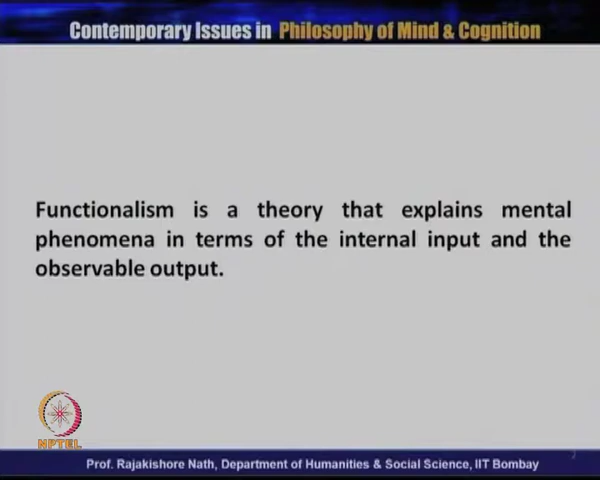 Contemporary Issues in Philosophy of Mind & Cognition
Functionalism is a theory that explains mental
phenomena in terms of the internal input and the
observable output.
NPTEL
Prof. Rajakishore Nath, Department of Humanities & Social Science, IIT Bombay